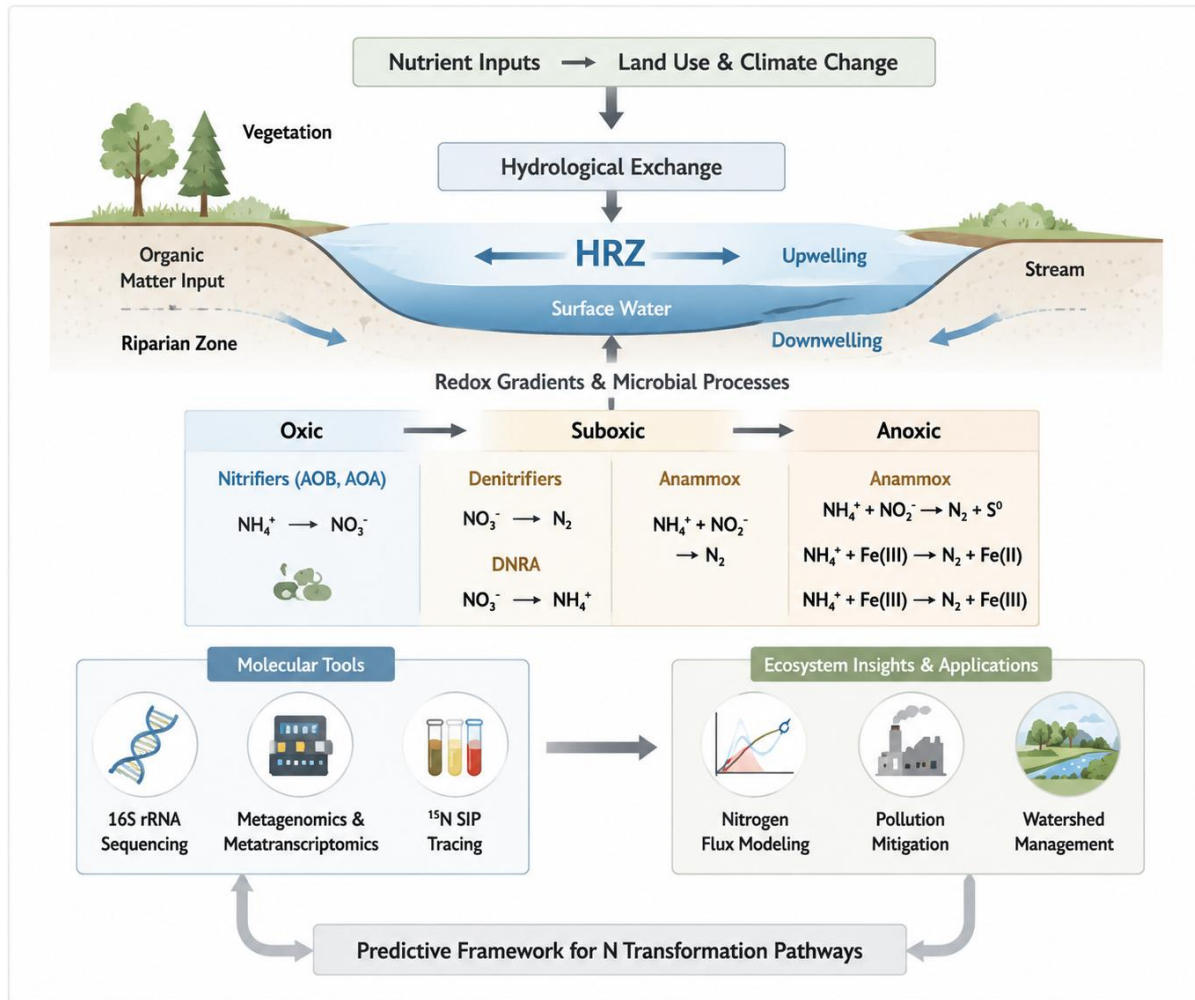 Nutrient Inputs → Land Use & Climate Change
Vegetation
Hydrological Exchange
HRZ
Upwelling
Organic
Matter Input
Stream
Surface Water
Riparian Zone
Downwelling
Redox Gradients & Microbial Processes
Oxic → Suboxic → Anoxic
Nitrifiers (AOB, AOA)
NH₄⁺ → NO₃⁻
Denitrifiers
NO₃⁻ → N₂
DNRA
NO₃⁻ → NH₄⁺
Anammox
NH₄⁺ + NO₂⁻
→ N₂
Anammox
NH₄⁺ + NO₂⁻ → N₂ + S⁰
NH₄⁺ + Fe(III) → N₂ + Fe(II)
NH₄⁺ + Fe(III) → N₂ + Fe(III)
Molecular Tools
16S rRNA
Sequencing
Metagenomics &
Metatranscriptomics
¹⁵N SIP
Tracing
Ecosystem Insights & Applications
Nitrogen
Flux Modeling
Pollution
Mitigation
Watershed
Management
Predictive Framework for N Transformation Pathways